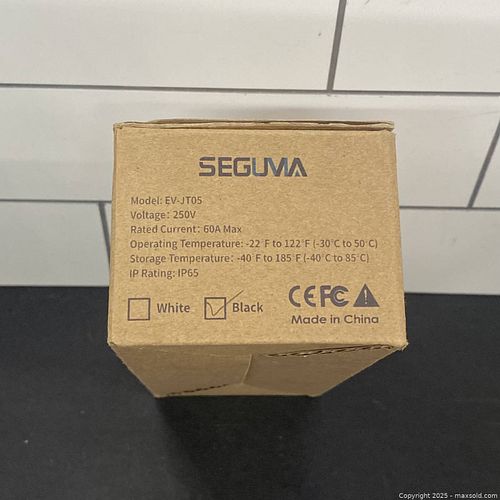 SEGUMA
Model: EV-JT05
Voltage: 250V
Rated Current: 60A Max
Operating Temperature: -22°F to 122°F (-30°C to 50°C)
Storage Temperature: -40°F to 185°F (-40°C to 85°C)
IP Rating: IP65
White Black
CE FC
Made in China
Copyright 2025 - maxsold.com